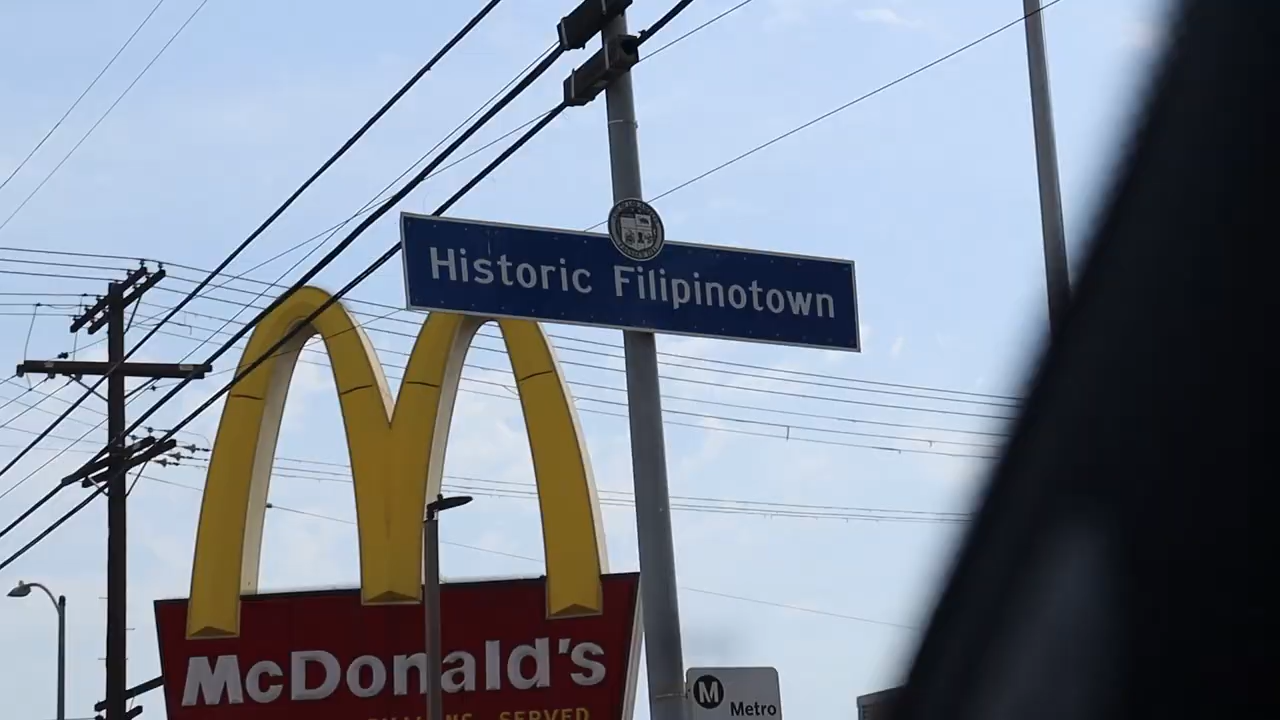 Historic Filipinotown
McDonald's
SERVED
M
Metro